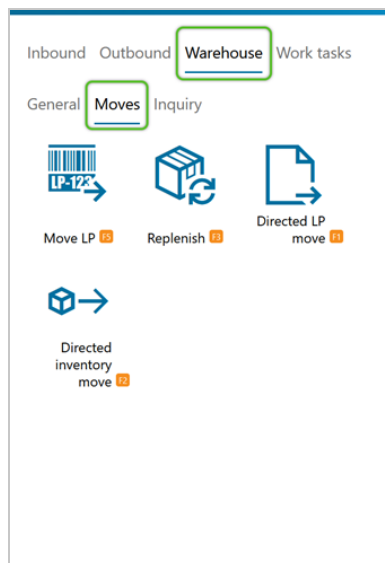 Inbound Outbound Warehouse Work tasks
General Moves Inquiry
LP-123
Move LP F5
Replenish F3
Directed LP
move F1
Directed
inventory
move F2